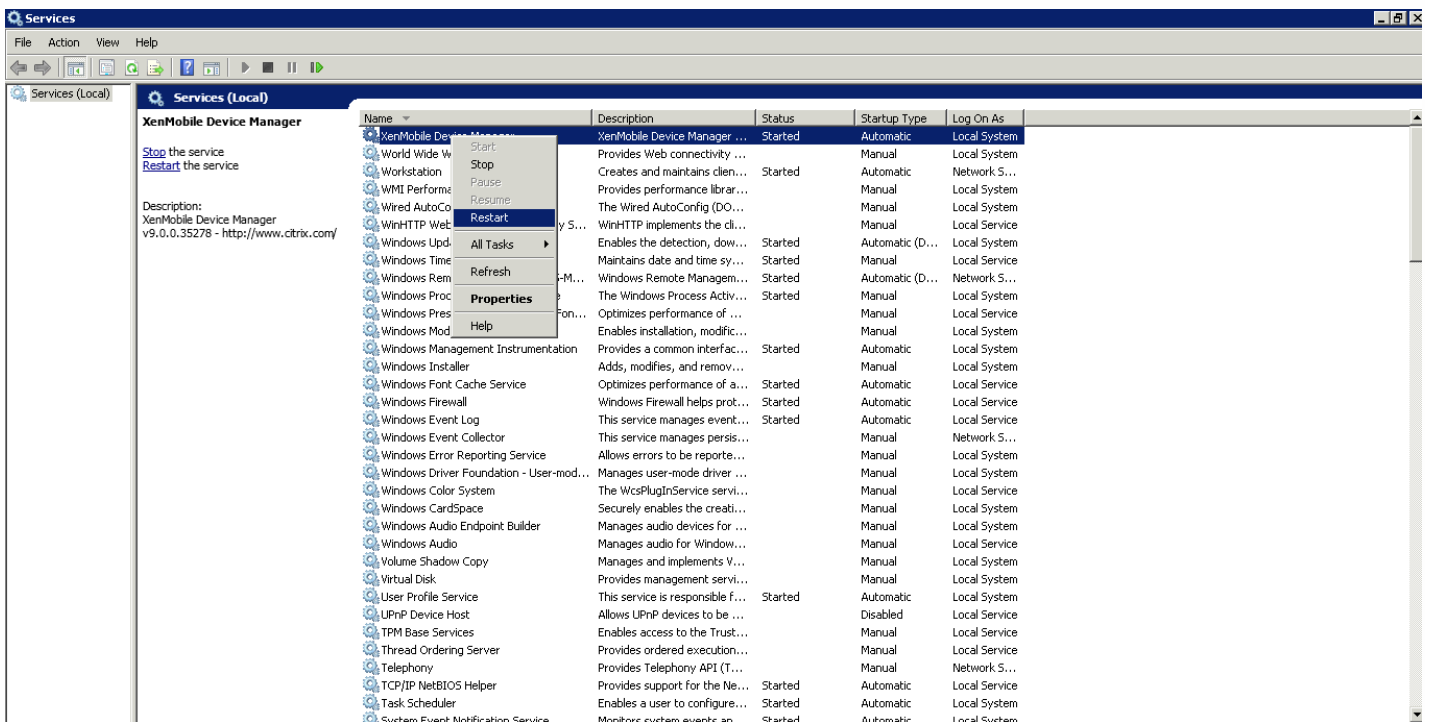 Services
File Action View Help
Services (Local)
Services (Local)
XenMobile Device Manager
Stop the service
Restart the service
Description:
XenMobile Device Manager
v9.0.0.35278 - http://www.citrix.com/
Name Description Status Startup Type Log On As
XenMobile Device Manager XenMobile Device Manager ... Started Automatic Local System
World Wide W Provides Web connectivity ... Manual Local System
Workstation Creates and maintains clien... Started Automatic Network S...
WMI Performa Provides performance librar... Manual Local System
Wired AutoCo The Wired AutoConfig (DO... Manual Local System
WinHTTP Web y S... WinHTTP implements the cli... Manual Local Service
Windows Upd Enables the detection, dow... Started Automatic (D... Local System
Windows Time Maintains date and time sy... Started Manual Local Service
Windows Rem S-M... Windows Remote Managem... Started Automatic (D... Network S...
Windows Proc e The Windows Process Activ... Started Manual Local System
Windows Pres Fon... Optimizes performance of ... Manual Local Service
Windows Mod Enables installation, modific... Manual Local System
Start
Stop
Pause
Resume
Restart
All Tasks
Refresh
Properties
Help
Windows Management Instrumentation Provides a common interfac... Started Automatic Local System
Windows Installer Adds, modifies, and remov... Manual Local System
Windows Font Cache Service Optimizes performance of a... Started Automatic Local Service
Windows Firewall Windows Firewall helps prot... Started Automatic Local Service
Windows Event Log This service manages event... Started Automatic Local Service
Windows Event Collector This service manages persis... Manual Network S...
Windows Error Reporting Service Allows errors to be reporte... Manual Local System
Windows Driver Foundation - User-mod... Manages user-mode driver ... Manual Local System
Windows Color System The WcsPlugInService servi... Manual Local Service
Windows CardSpace Securely enables the creati... Manual Local System
Windows Audio Endpoint Builder Manages audio devices for ... Manual Local System
Windows Audio Manages audio for Window... Manual Local Service
Volume Shadow Copy Manages and implements V... Manual Local System
Virtual Disk Provides management servi... Manual Local System
User Profile Service This service is responsible f... Started Automatic Local System
UPnP Device Host Allows UPnP devices to be ... Disabled Local Service
TPM Base Services Enables access to the Trust... Manual Local Service
Thread Ordering Server Provides ordered execution... Manual Local Service
Telephony Provides Telephony API (T... Manual Network S...
TCP/IP NetBIOS Helper Provides support for the Ne... Started Automatic Local Service
Task Scheduler Enables a user to configure... Started Automatic Local System
System Event Notification Service Monitors system events an... Started Automatic Local System